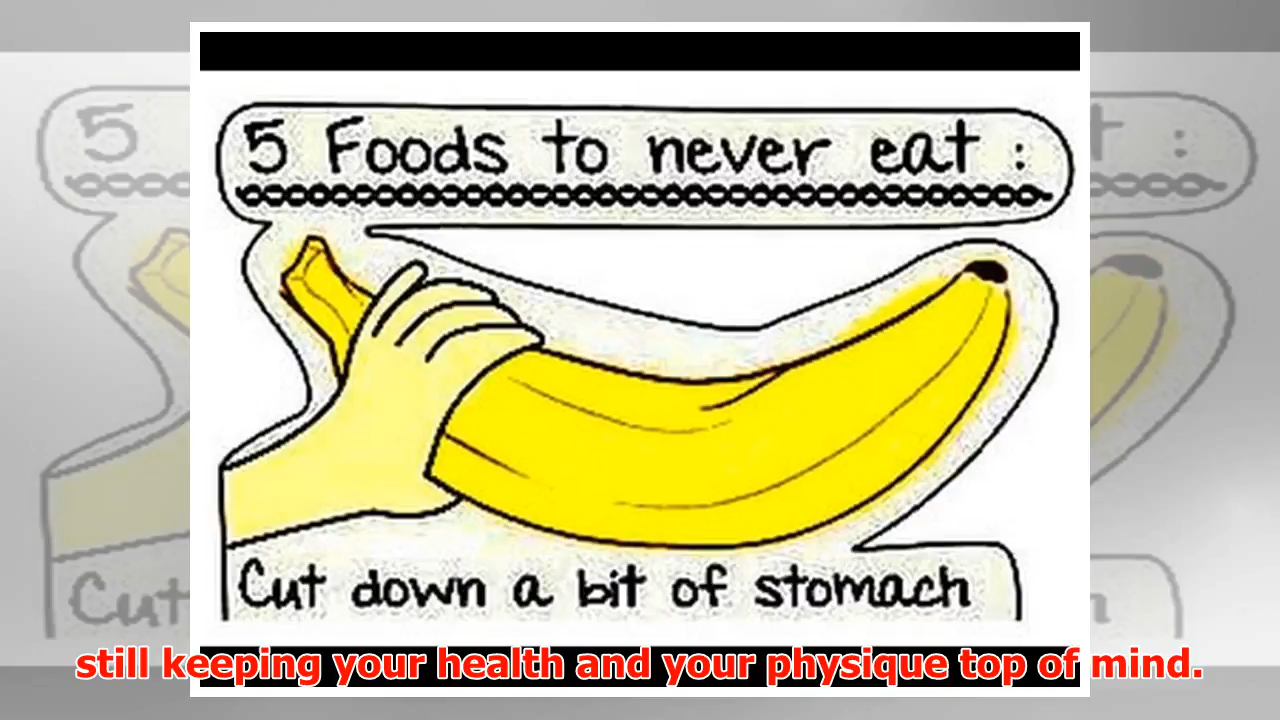 5 Foods to never eat :
Cut down a bit of stomach
still keeping your health and your physique top of mind.